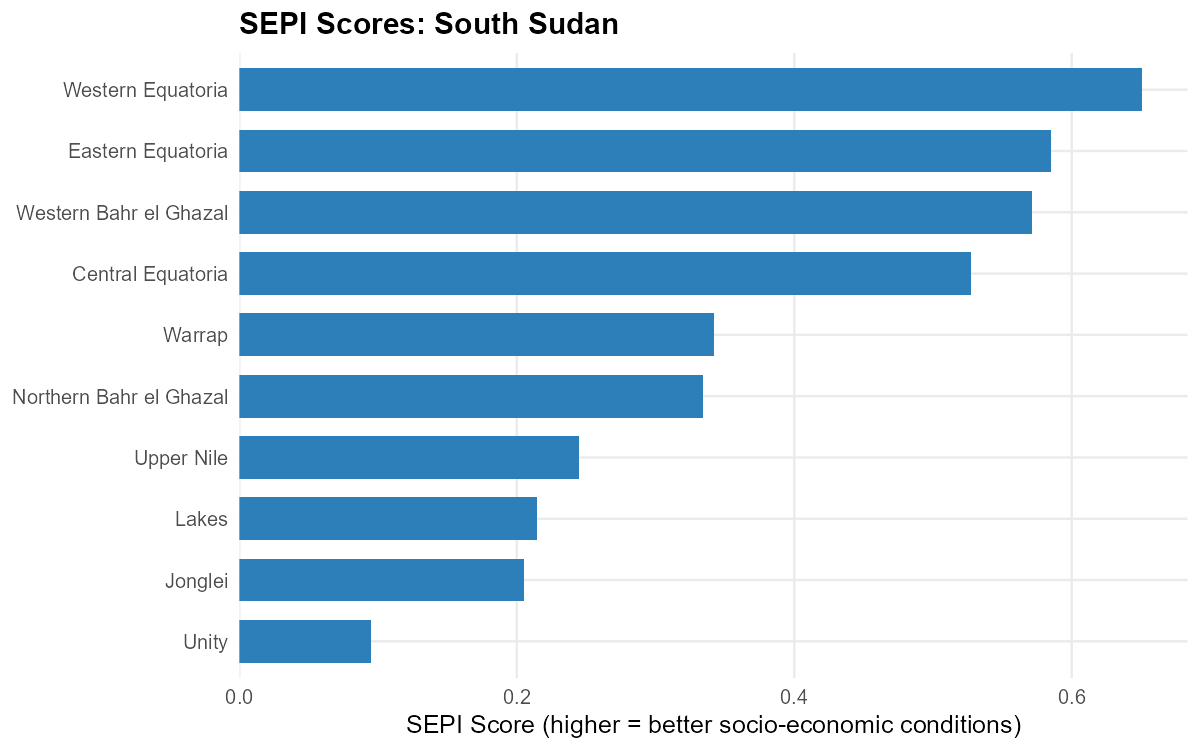 SEPI Scores: South Sudan
Western Equatoria
Eastern Equatoria
Western Bahr el Ghazal
Central Equatoria
Warrap
Northern Bahr el Ghazal
Upper Nile
Lakes
Jonglei
Unity
0.0 0.2 0.4 0.6
SEPI Score (higher = better socio-economic conditions)